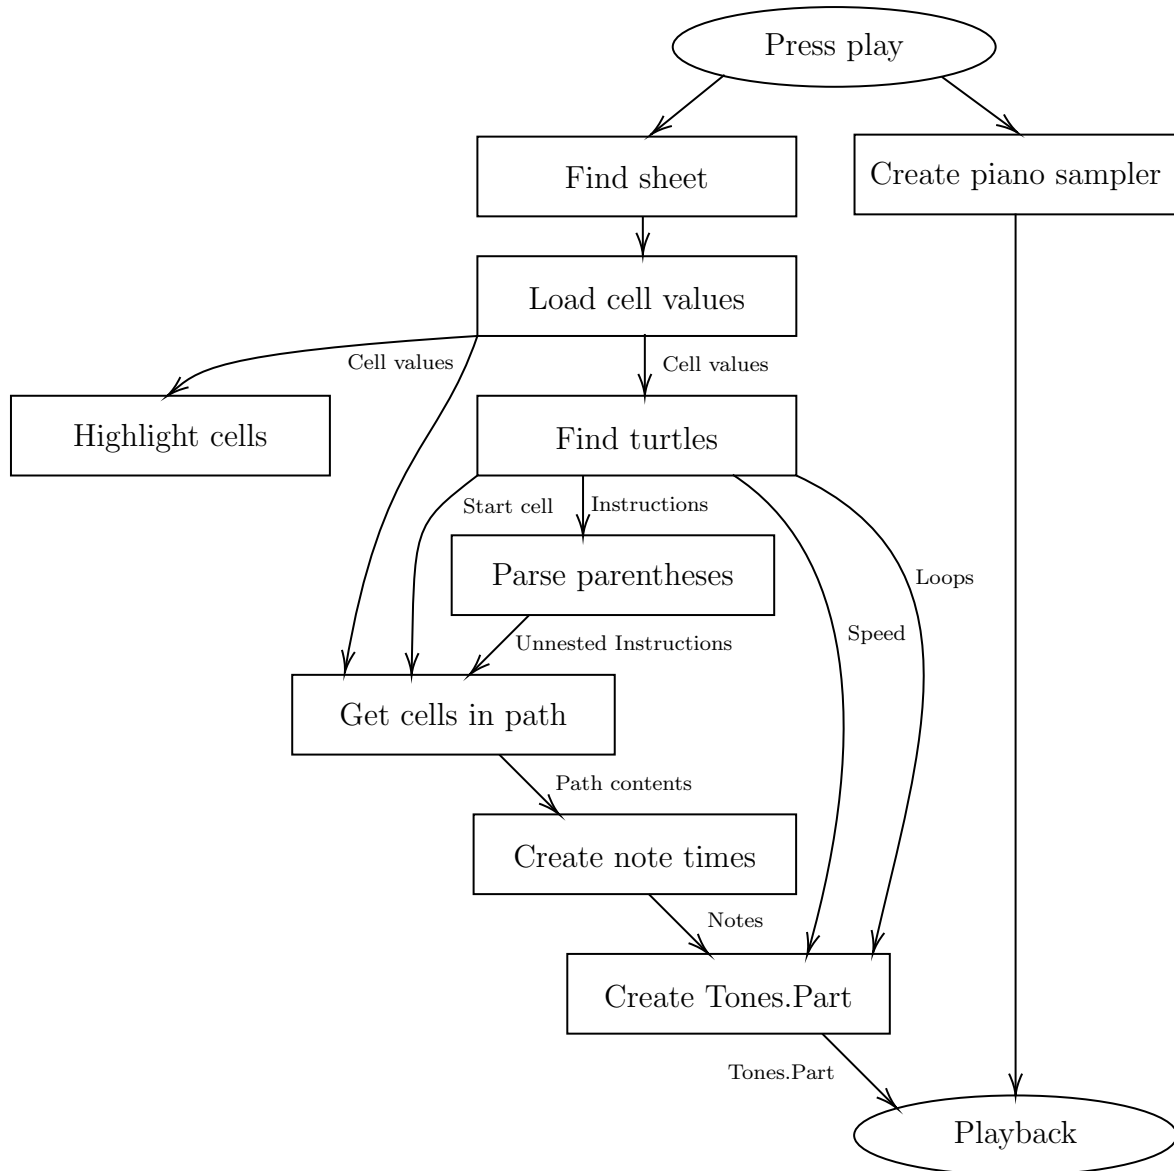 Press play
Find sheet
Create piano sampler
Load cell values
Cell values
Cell values
Highlight cells
Find turtles
Start cell
Instructions
Parse parentheses
Loops
Speed
Unnested Instructions
Get cells in path
Path contents
Create note times
Notes
Create Tones.Part
Tones.Part
Playback